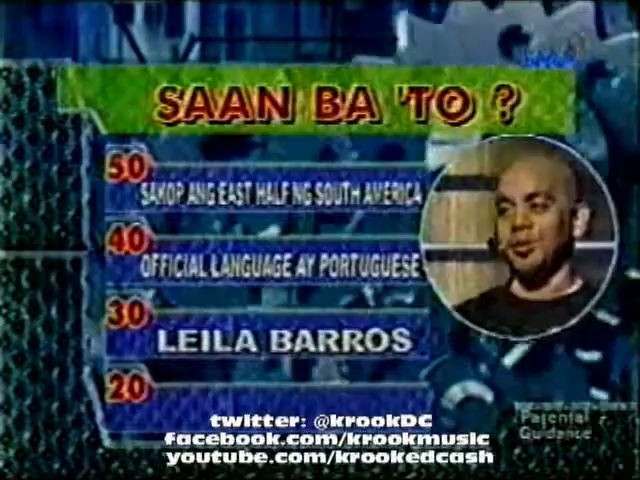 SAAN BA 'TO ?
50
SAKOP ANG EAST HALF NG SOUTH AMERICA
40
OFFICIAL LANGUAGE AY PORTUGUESE
30
LEILA BARROS
20
twitter: @krookDC
facebook.com/krookmusic
youtube.com/krookedcash
Parental
Guidance